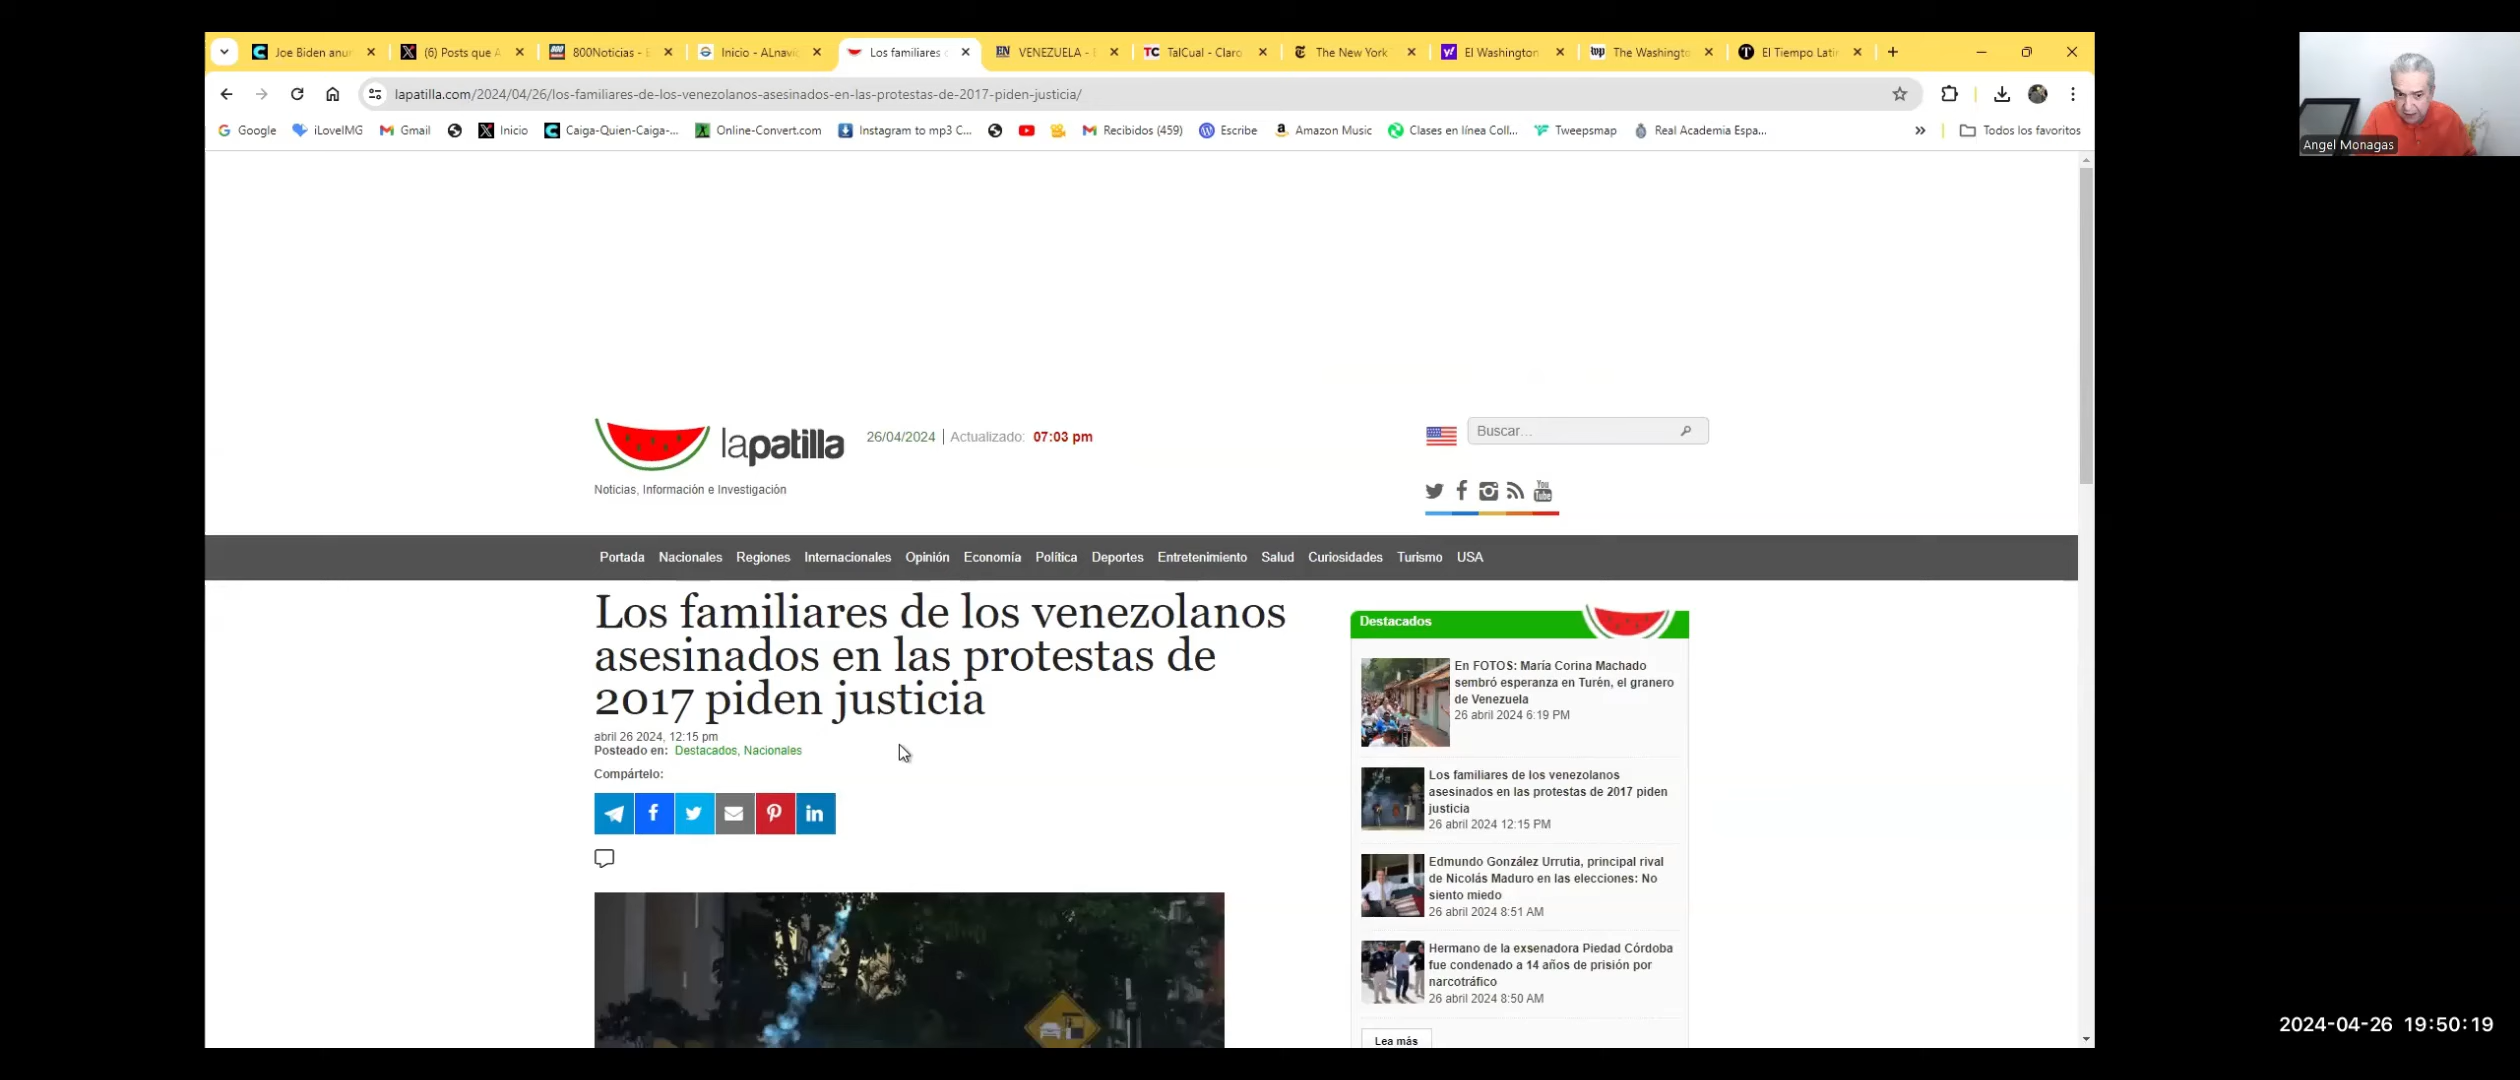 Joe Biden anu
(6) Posts que A
800Noticias - E
Inicio - ALnavi
Los familiares
VENEZUELA - E
TalCual - Claro
The New York
El Washington
The Washingto
El Tiempo Lati
lapatilla.com/2024/04/26/los-familiares-de-los-venezolanos-asesinados-en-las-protestas-de-2017-piden-justicia/
Google
iLoveIMG
Gmail
Inicio
Caiga-Quien-Caiga-...
Online-Convert.com
Instagram to mp3 C...
Recibidos (459)
Escribe
Amazon Music
Clases en línea Coll...
Tweepsmap
Real Academia Espa...
Todos los favoritos
Angel Monagas
lapatilla
26/04/2024 | Actualizado: 07:03 pm
Buscar...
Noticias, Información e Investigación
Portada Nacionales Regiones Internacionales Opinión Economía Política Deportes Entretenimiento Salud Curiosidades Turismo USA
Los familiares de los venezolanos
asesinados en las protestas de
2017 piden justicia
abril 26 2024, 12:15 pm
Posteado en: Destacados, Nacionales
Compártelo:
Destacados
En FOTOS: María Corina Machado
sembró esperanza en Turén, el granero
de Venezuela
26 abril 2024 6:19 PM
Los familiares de los venezolanos
asesinados en las protestas de 2017 piden
justicia
26 abril 2024 12:15 PM
Edmundo González Urrutia, principal rival
de Nicolás Maduro en las elecciones: No
siento miedo
26 abril 2024 8:51 AM
Hermano de la exsenadora Piedad Córdoba
fue condenado a 14 años de prisión por
narcotráfico
26 abril 2024 8:50 AM
Lea más
2024-04-26 19:50:19